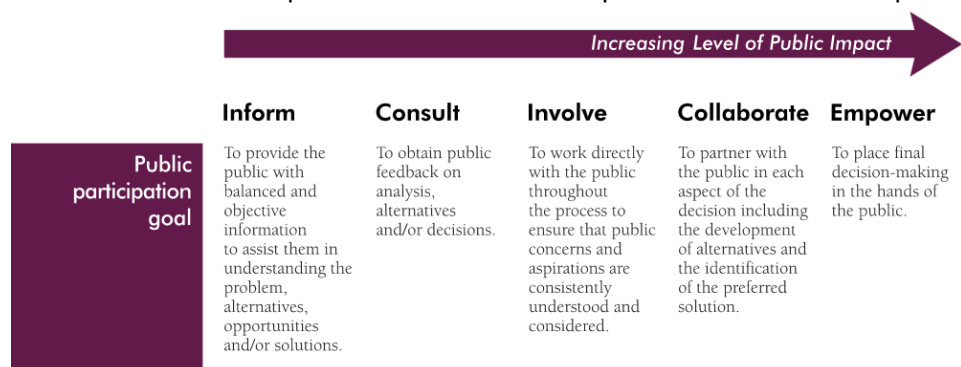 Increasing Level of Public Impact
Inform
Consult
Involve
Collaborate
Empower
Public
participation
goal
To provide the
public with
balanced and
objective
information
to assist them in
understanding the
problem,
alternatives,
opportunities
and/or solutions.
To obtain public
feedback on
analysis,
alternatives
and/or decisions.
To work directly
with the public
throughout
the process to
ensure that public
concerns and
aspirations are
consistently
understood and
considered.
To partner with
the public in each
aspect of the
decision including
the development
of alternatives and
the identification
of the preferred
solution.
To place final
decision-making
in the hands of
the public.